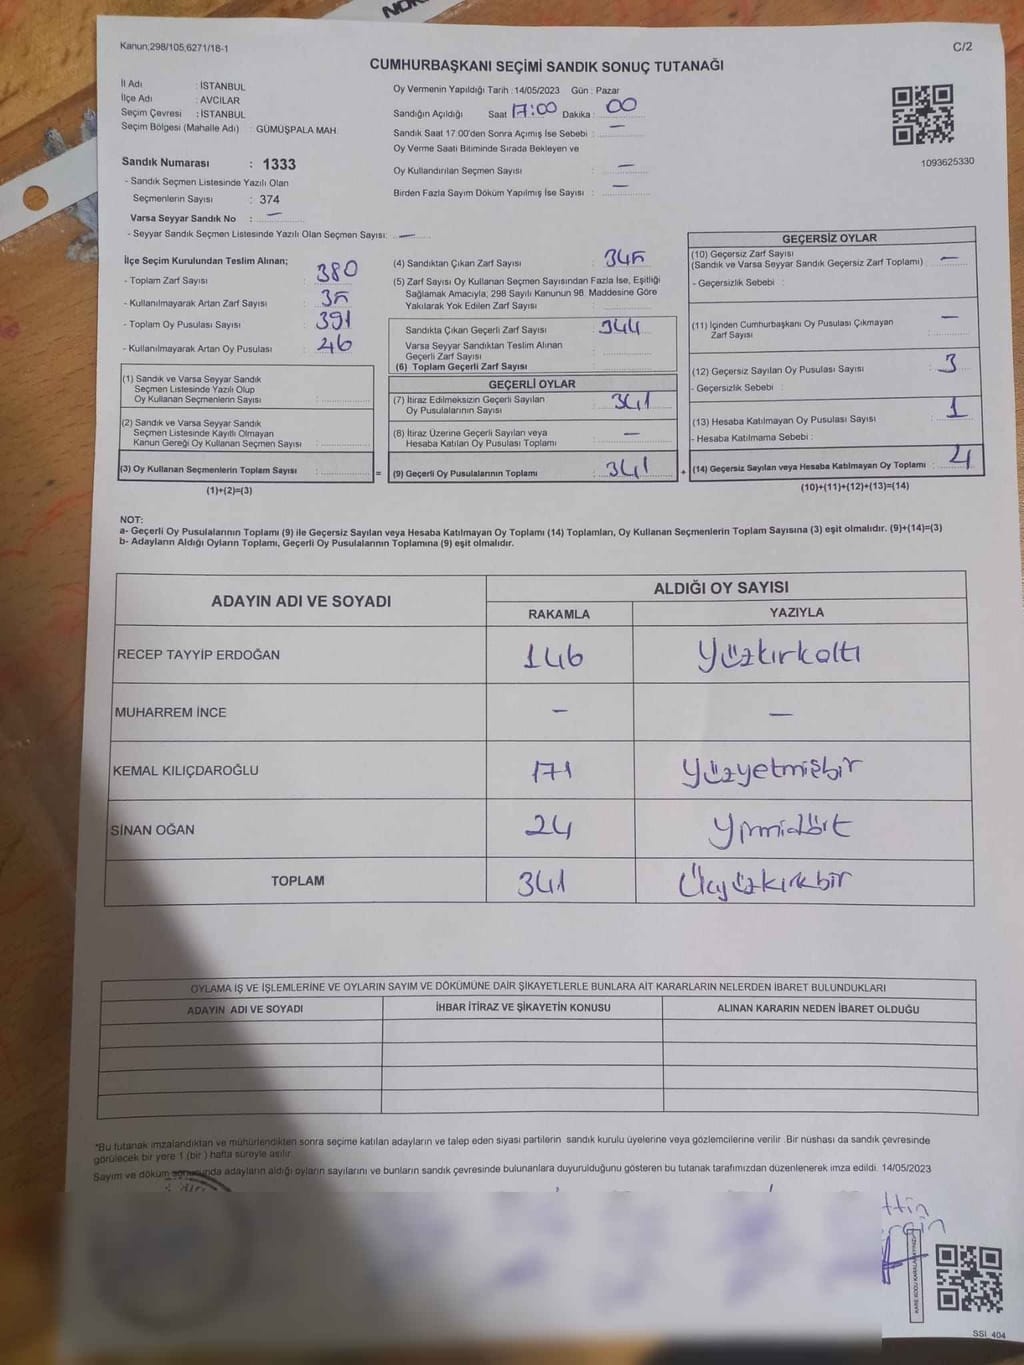 Kanun;298/105,6271/18-1
C/2
CUMHURBAŞKANI SEÇİMİ SANDIK SONUÇ TUTANAĞI
İl Adı : İSTANBUL
İlçe Adı : AVCILAR
Seçim Çevresi : İSTANBUL
Seçim Bölgesi (Mahalle Adı) : GÜMÜŞPALA MAH.
Sandık Numarası : 1333
- Sandık Seçmen Listesinde Yazılı Olan
Seçmenlerin Sayısı : 374
Varsa Seyyar Sandık No : —
- Seyyar Sandık Seçmen Listesinde Yazılı Olan Seçmen Sayısı: —
Oy Vermenin Yapıldığı Tarih : 14/05/2023 Gün : Pazar
Sandığın Açıldığı Saat 17:00 Dakika : 00
Sandık Saat 17.00'den Sonra Açılmış İse Sebebi : —
Oy Verme Saati Bitiminde Sırada Bekleyen ve
Oy Kullandırılan Seçmen Sayısı : —
Birden Fazla Sayım Döküm Yapılmış İse Sayısı : —
1093625330
İlçe Seçim Kurulundan Teslim Alınan;
- Toplam Zarf Sayısı : 380
- Kullanılmayarak Artan Zarf Sayısı : 35
- Toplam Oy Pusulası Sayısı : 391
- Kullanılmayarak Artan Oy Pusulası : 46
(1) Sandık ve Varsa Seyyar Sandık
Seçmen Listesinde Yazılı Olup
Oy Kullanan Seçmenlerin Sayısı :
(2) Sandık ve Varsa Seyyar Sandık
Seçmen Listesinde Kayıtlı Olmayan
Kanun Gereği Oy Kullanan Seçmen Sayısı :
(3) Oy Kullanan Seçmenlerin Toplam Sayısı :
(1)+(2)=(3)
(4) Sandıktan Çıkan Zarf Sayısı : 345
(5) Zarf Sayısı Oy Kullanan Seçmen Sayısından Fazla İse, Eşitliği
Sağlamak Amacıyla; 298 Sayılı Kanunun 98. Maddesine Göre
Yakılarak Yok Edilen Zarf Sayısı :
Sandıkta Çıkan Geçerli Zarf Sayısı : 344
Varsa Seyyar Sandıktan Teslim Alınan
Geçerli Zarf Sayısı :
(6) Toplam Geçerli Zarf Sayısı :
GEÇERLİ OYLAR
(7) İtiraz Edilmeksizin Geçerli Sayılan
Oy Pusulalarının Sayısı : 341
(8) İtiraz Üzerine Geçerli Sayılan veya
Hesaba Katılan Oy Pusulası Toplamı : —
= (9) Geçerli Oy Pusulalarının Toplamı : 341
GEÇERSİZ OYLAR
(10) Geçersiz Zarf Sayısı
(Sandık ve Varsa Seyyar Sandık Geçersiz Zarf Toplamı) : —
- Geçersizlik Sebebi :
(11) İçinden Cumhurbaşkanı Oy Pusulası Çıkmayan
Zarf Sayısı : —
(12) Geçersiz Sayılan Oy Pusulası Sayısı : 3
- Geçersizlik Sebebi :
(13) Hesaba Katılmayan Oy Pusulası Sayısı : 1
- Hesaba Katılmama Sebebi :
+ (14) Geçersiz Sayılan veya Hesaba Katılmayan Oy Toplamı : 4
(10)+(11)+(12)+(13)=(14)
NOT:
a- Geçerli Oy Pusulalarının Toplamı (9) ile Geçersiz Sayılan veya Hesaba Katılmayan Oy Toplamı (14) Toplamları, Oy Kullanan Seçmenlerin Toplam Sayısına (3) eşit olmalıdır. (9)+(14)=(3)
b- Adayların Aldığı Oyların Toplamı, Geçerli Oy Pusulalarının Toplamına (9) eşit olmalıdır.
ADAYIN ADI VE SOYADI
ALDIĞI OY SAYISI
RAKAMLA YAZIYLA
RECEP TAYYİP ERDOĞAN 146 Yüzkırkaltı
MUHARREM İNCE — —
KEMAL KILIÇDAROĞLU 171 Yüzyetmişbir
SİNAN OĞAN 24 Yirmidört
TOPLAM 341 Üçyüzkırkbir
OYLAMA İŞ VE İŞLEMLERİNE VE OYLARIN SAYIM VE DÖKÜMÜNE DAİR ŞİKAYETLERLE BUNLARA AİT KARARLARIN NELERDEN İBARET BULUNDUKLARI
ADAYIN ADI VE SOYADI İHBAR İTİRAZ VE ŞİKAYETİN KONUSU ALINAN KARARIN NEDEN İBARET OLDUĞU
*Bu tutanak imzalandıktan ve mühürlendikten sonra seçime katılan adayların ve talep eden siyasi partilerin sandık kurulu üyelerine veya gözlemcilerine verilir. Bir nüshası da sandık çevresinde
görülecek bir yere 1 (bir ) hafta süreyle asılır.
Sayım ve döküm sonucunda adayların aldığı oyların sayılarını ve bunların sandık çevresinde bulunanlara duyurulduğunu gösteren bu tutanak tarafımızdan düzenlenerek imza edildi. 14/05/2023
ttin
SSI 404